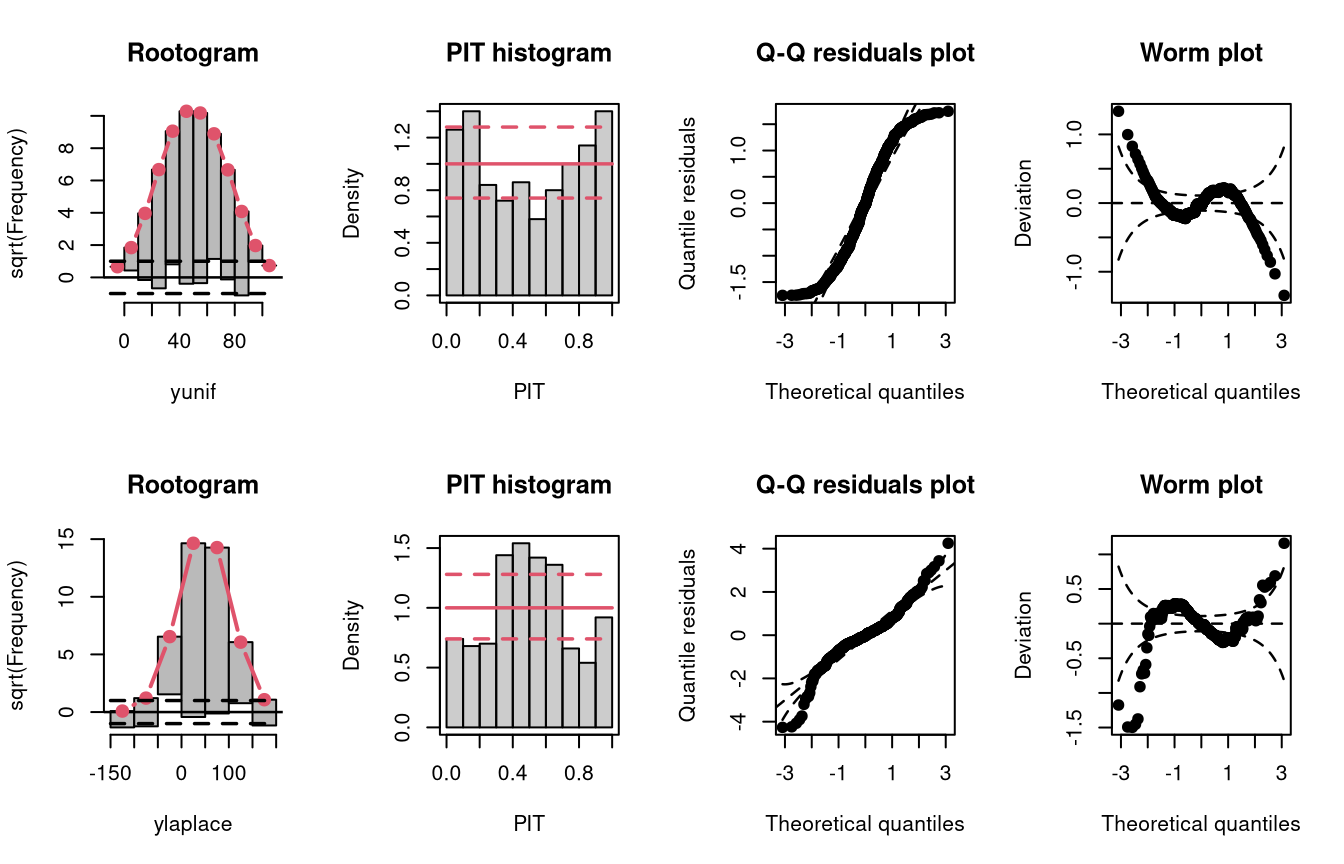 Rootogram
sqrt(Frequency)
0 2 4 6 8
0 40 80
yunif
PIT histogram
Density
0.0 0.4 0.8 1.2
0.0 0.4 0.8
PIT
Q-Q residuals plot
Quantile residuals
-1.5 0.0 1.0
-3 -1 1 3
Theoretical quantiles
Worm plot
Deviation
-1.0 0.0 1.0
-3 -1 1 3
Theoretical quantiles
Rootogram
sqrt(Frequency)
0 5 10 15
-150 0 100
ylaplace
PIT histogram
Density
0.0 0.5 1.0 1.5
0.0 0.4 0.8
PIT
Q-Q residuals plot
Quantile residuals
-4 -2 0 2 4
-3 -1 1 3
Theoretical quantiles
Worm plot
Deviation
-1.5 -0.5 0.5
-3 -1 1 3
Theoretical quantiles